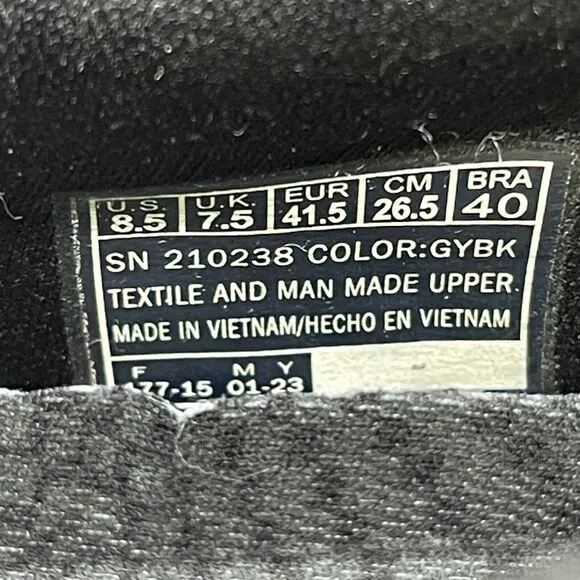 U.S. U.K. EUR CM BRA
8.5 7.5 41.5 26.5 40
SN 210238 COLOR:GYBK
TEXTILE AND MAN MADE UPPER
MADE IN VIETNAM/HECHO EN VIETNAM
F M Y
177-15 01-23